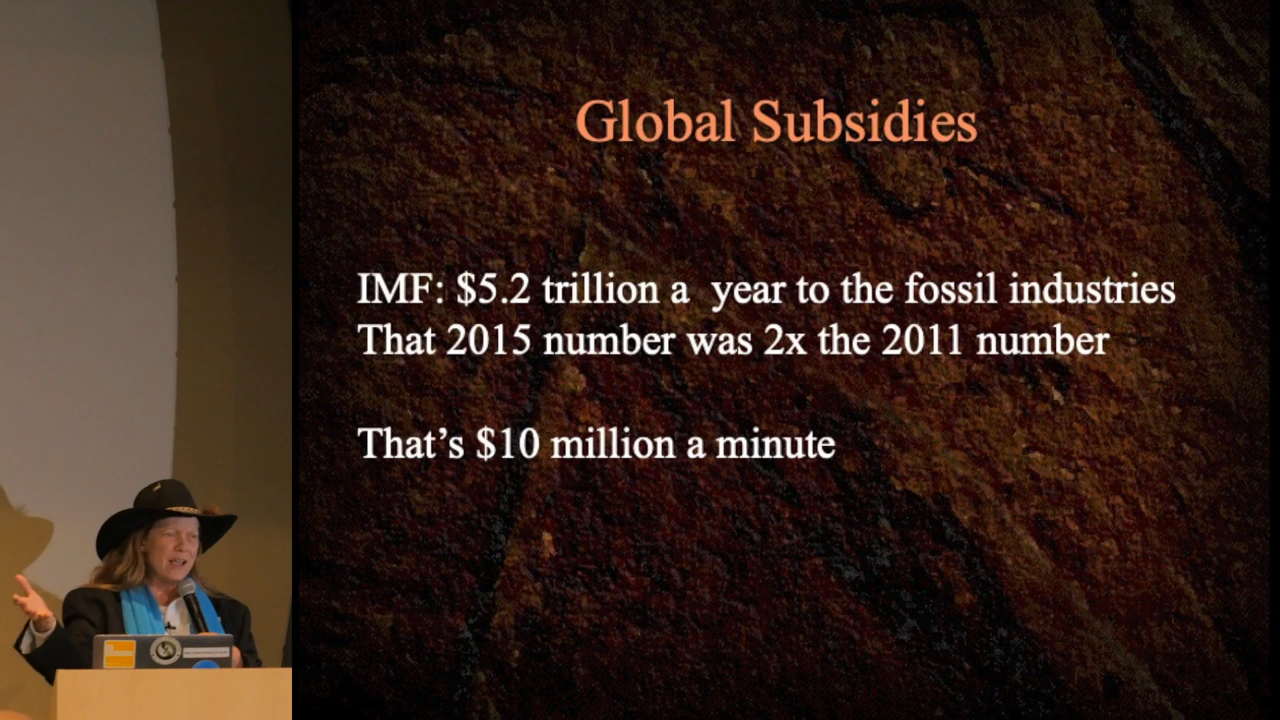 Global Subsidies
IMF: $5.2 trillion a  year to the fossil industries
That 2015 number was 2x the 2011 number
That’s $10 million a minute